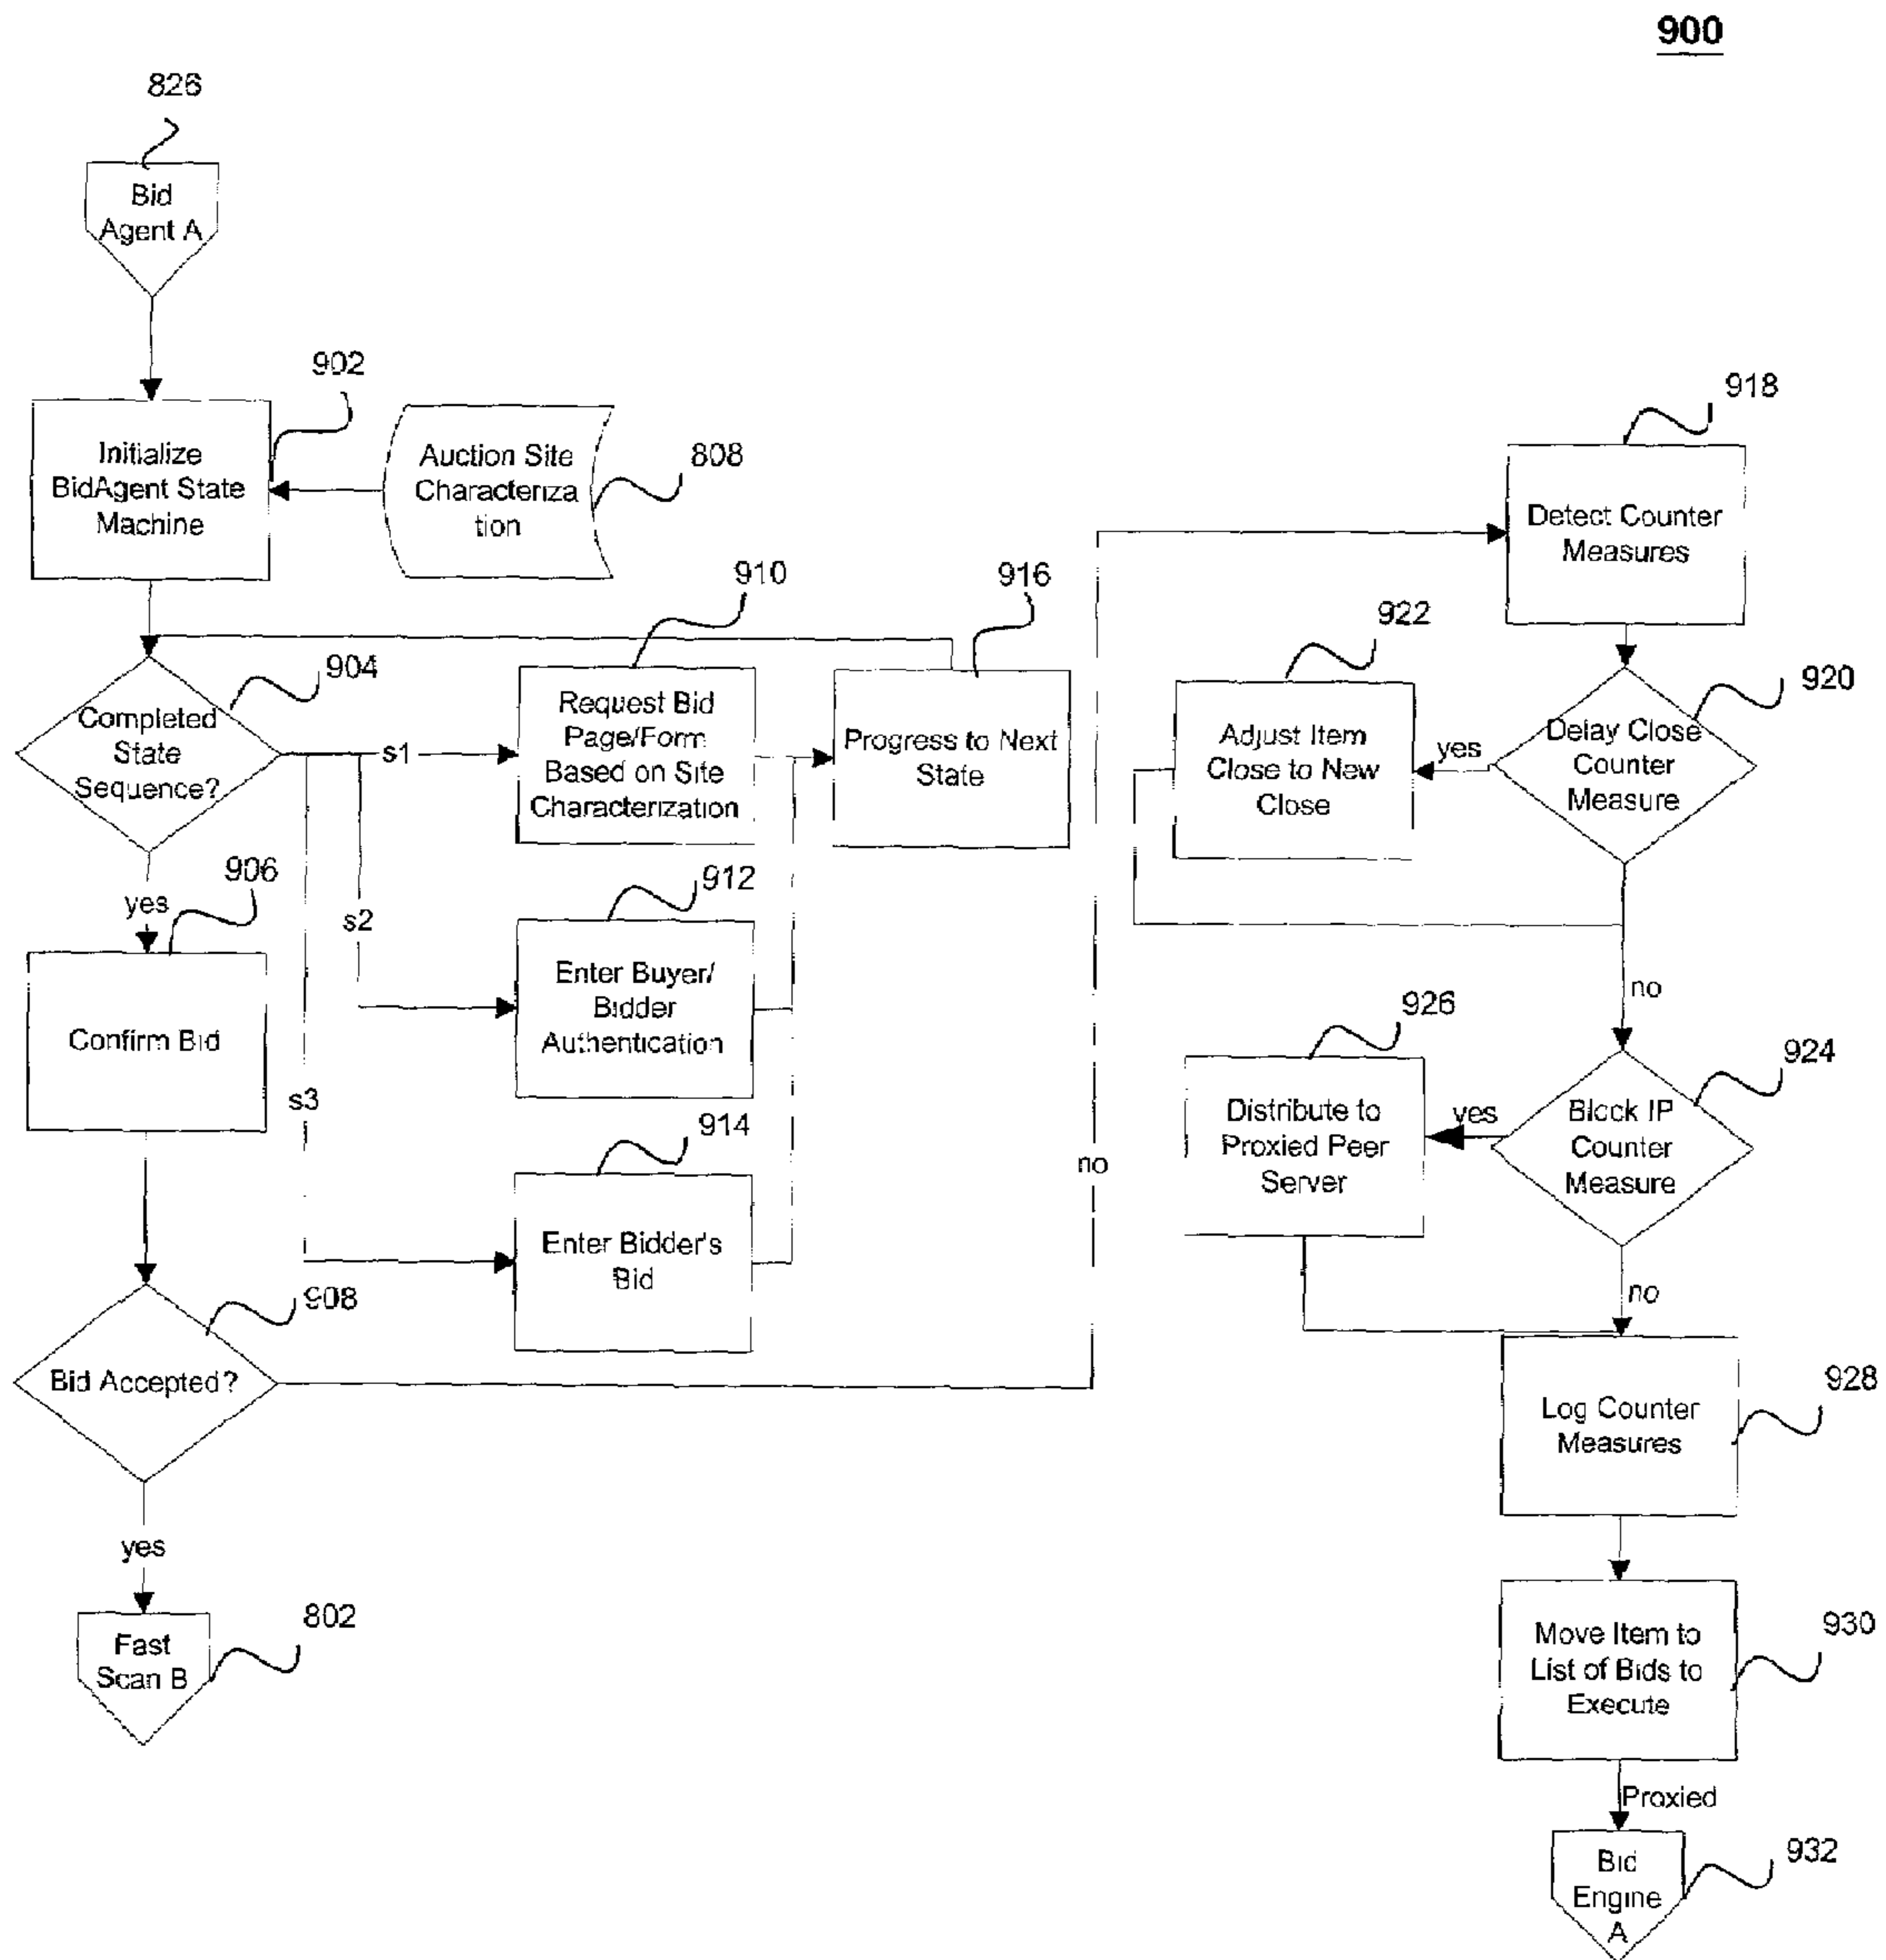 900
826
Bid
Agent A
902
Initialize
BidAgent State
Machine
Auction Site
Characteriza
tion
808
904
Completed
State
Sequence?
s1
s2
s3
910
Request Bid
Page/Form
Based on Site
Characterization
916
Progress to Next
State
912
Enter Buyer/
Bidder
Authentication
914
Enter Bidder's
Bid
yes
906
Confirm Bid
908
Bid Accepted?
yes
802
Fast
Scan B
no
918
Detect Counter
Measures
920
Delay Close
Counter
Measure
yes
922
Adjust Item
Close to New
Close
no
924
Block IP
Counter
Measure
yes
926
Distribute to
Proxied Peer
Server
no
928
Log Counter
Measures
930
Move Item to
List of Bids to
Execute
Proxied
932
Bid
Engine
A